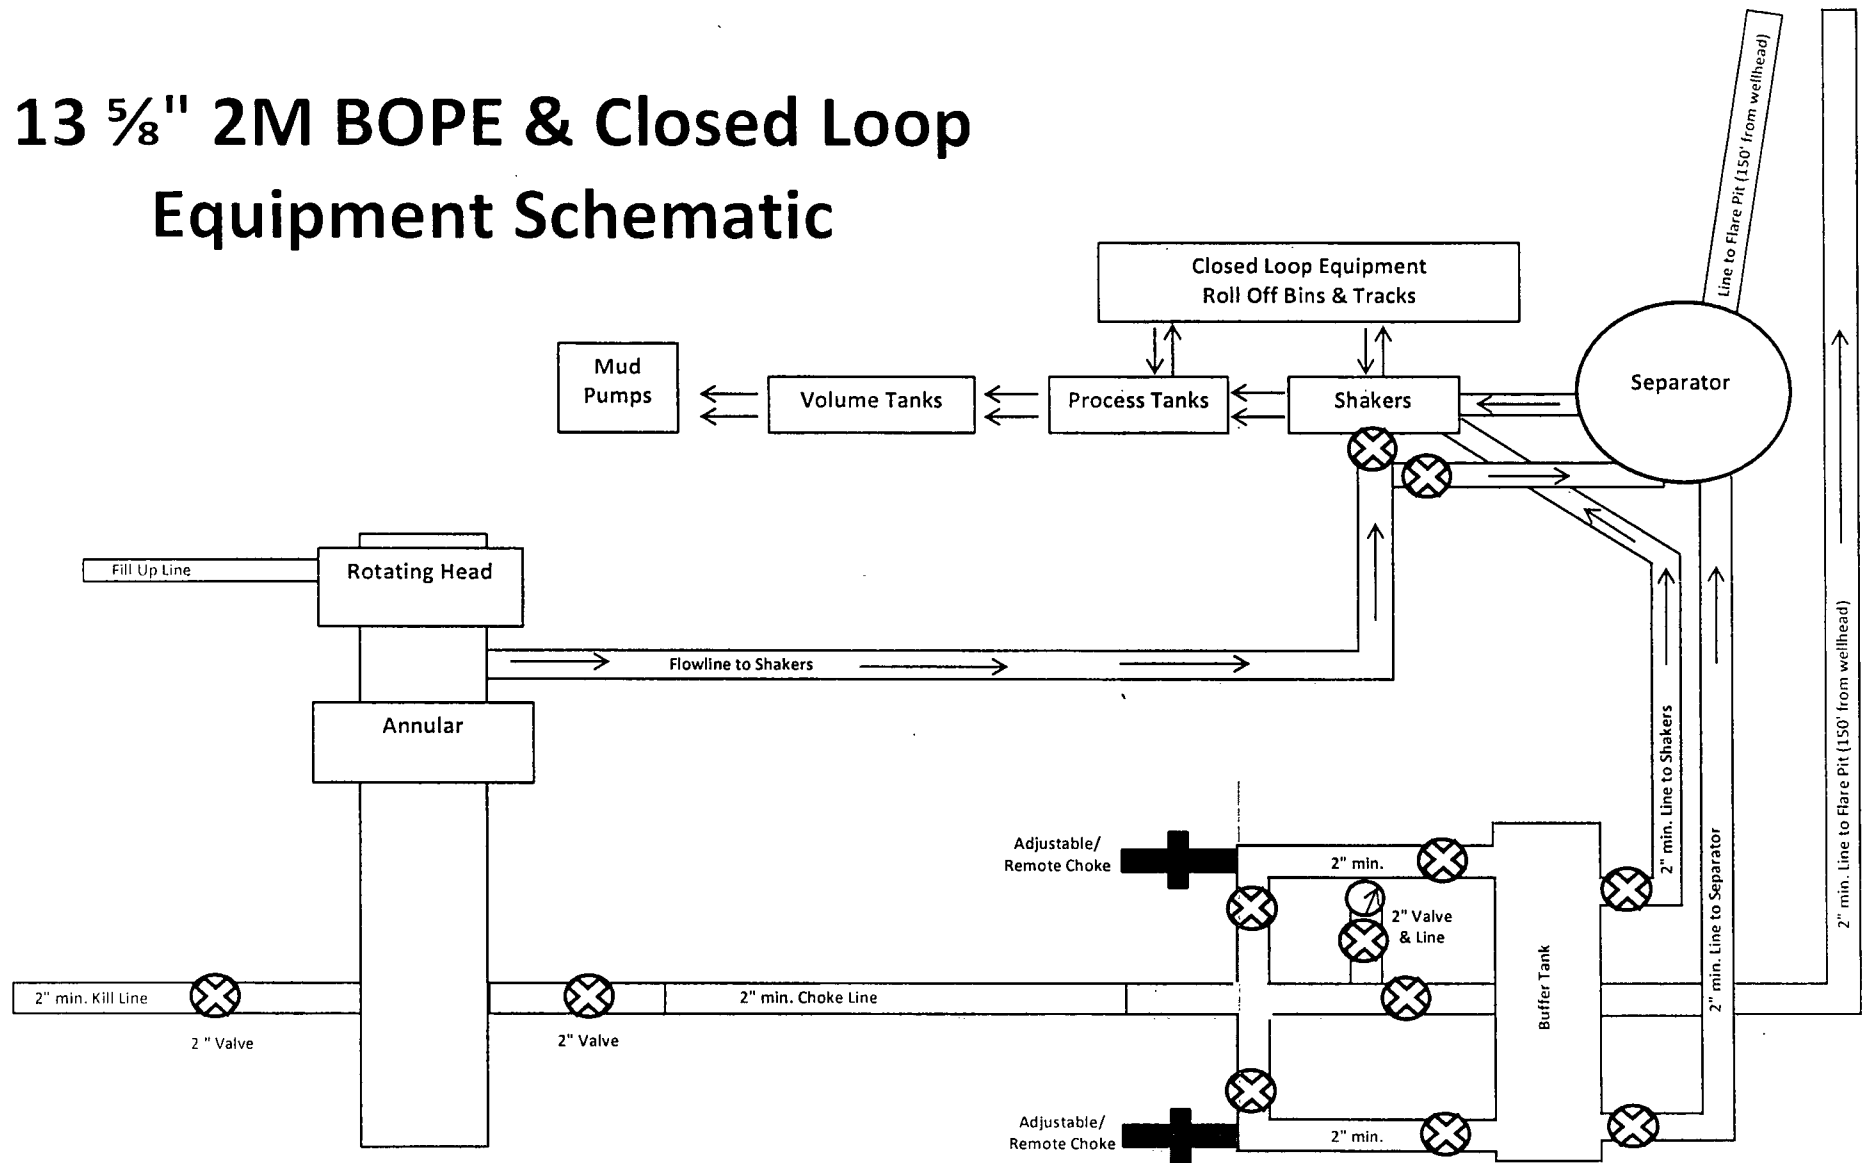 13 ⅝" 2M BOPE & Closed Loop
Equipment Schematic
Line to Flare Pit (150' from wellhead)
Closed Loop Equipment
Roll Off Bins & Tracks
Mud
Pumps
Volume Tanks
Process Tanks
Shakers
Separator
Fill Up Line
Rotating Head
Flowline to Shakers
Annular
2" min. Line to Shakers
2" min. Line to Separator
2" min. Line to Flare Pit (150' from wellhead)
Adjustable/
Remote Choke
2" min.
2" Valve
& Line
Buffer Tank
2" min. Kill Line
2 " Valve
2" min. Choke Line
2" Valve
Adjustable/
Remote Choke
2" min.